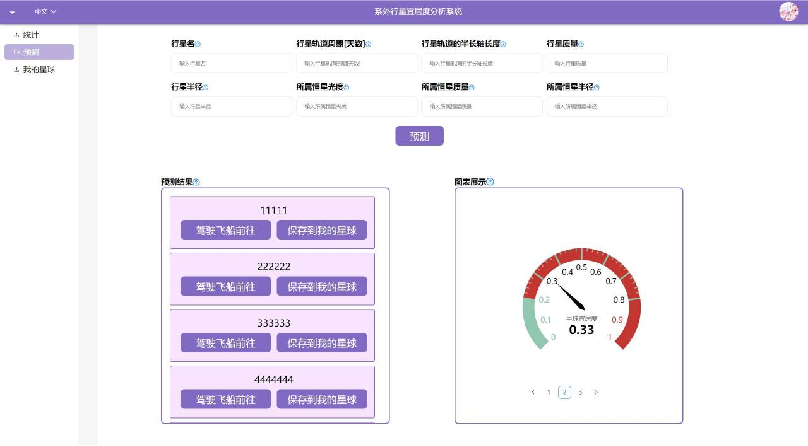 中文
系外行星宜居度分析系统
统计
预测
我的星球
行星名
行星轨道周期[天数]
行星轨道的半长轴长度
行星质量
输入行星名
输入行星轨道周期[天数]
输入行星轨道的半长轴长度
输入行星质量
行星半径
所属恒星光度
所属恒星质量
所属恒星半径
输入行星半径
输入所属恒星光度
输入所属恒星质量
输入所属恒星半径
预测
预测结果
图表展示
11111
驾驶飞船前往 保存到我的星球
222222
驾驶飞船前往 保存到我的星球
333333
驾驶飞船前往 保存到我的星球
4444444
驾驶飞船前往 保存到我的星球
0 0.1 0.2 0.3 0.4 0.5 0.6 0.7 0.8 0.9 1
0.33
1 2 3